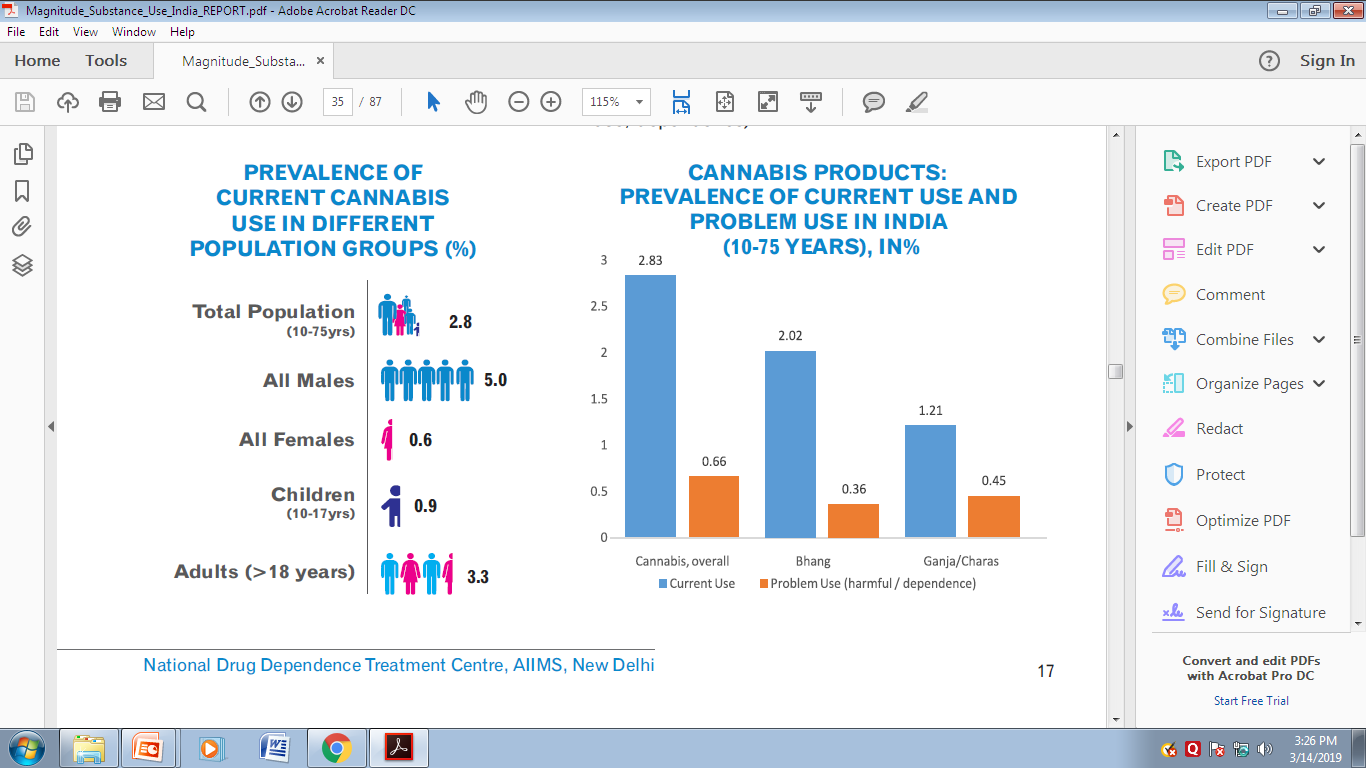 Magnitude_Substance_Use_India_REPORT.pdf - Adobe Acrobat Reader DC
File Edit View Window Help
Home Tools Magnitude_Substa... ×
Sign In
35 / 87 115%
PREVALENCE OF
CURRENT CANNABIS
USE IN DIFFERENT
POPULATION GROUPS (%)
Total Population
(10-75yrs)
2.8
All Males
5.0
All Females
0.6
Children
(10-17yrs)
0.9
Adults (>18 years)
3.3
CANNABIS PRODUCTS:
PREVALENCE OF CURRENT USE AND
PROBLEM USE IN INDIA
(10-75 YEARS), IN%
3
2.5
2
1.5
1
0.5
0
2.83
0.66
2.02
0.36
1.21
0.45
Cannabis, overall Bhang Ganja/Charas
Current Use Problem Use (harmful / dependence)
National Drug Dependence Treatment Centre, AIIMS, New Delhi
17
Export PDF
Create PDF
Edit PDF
Comment
Combine Files
Organize Pages
Redact
Protect
Optimize PDF
Fill & Sign
Send for Signature
Convert and edit PDFs
with Acrobat Pro DC
Start Free Trial
3:26 PM
3/14/2019